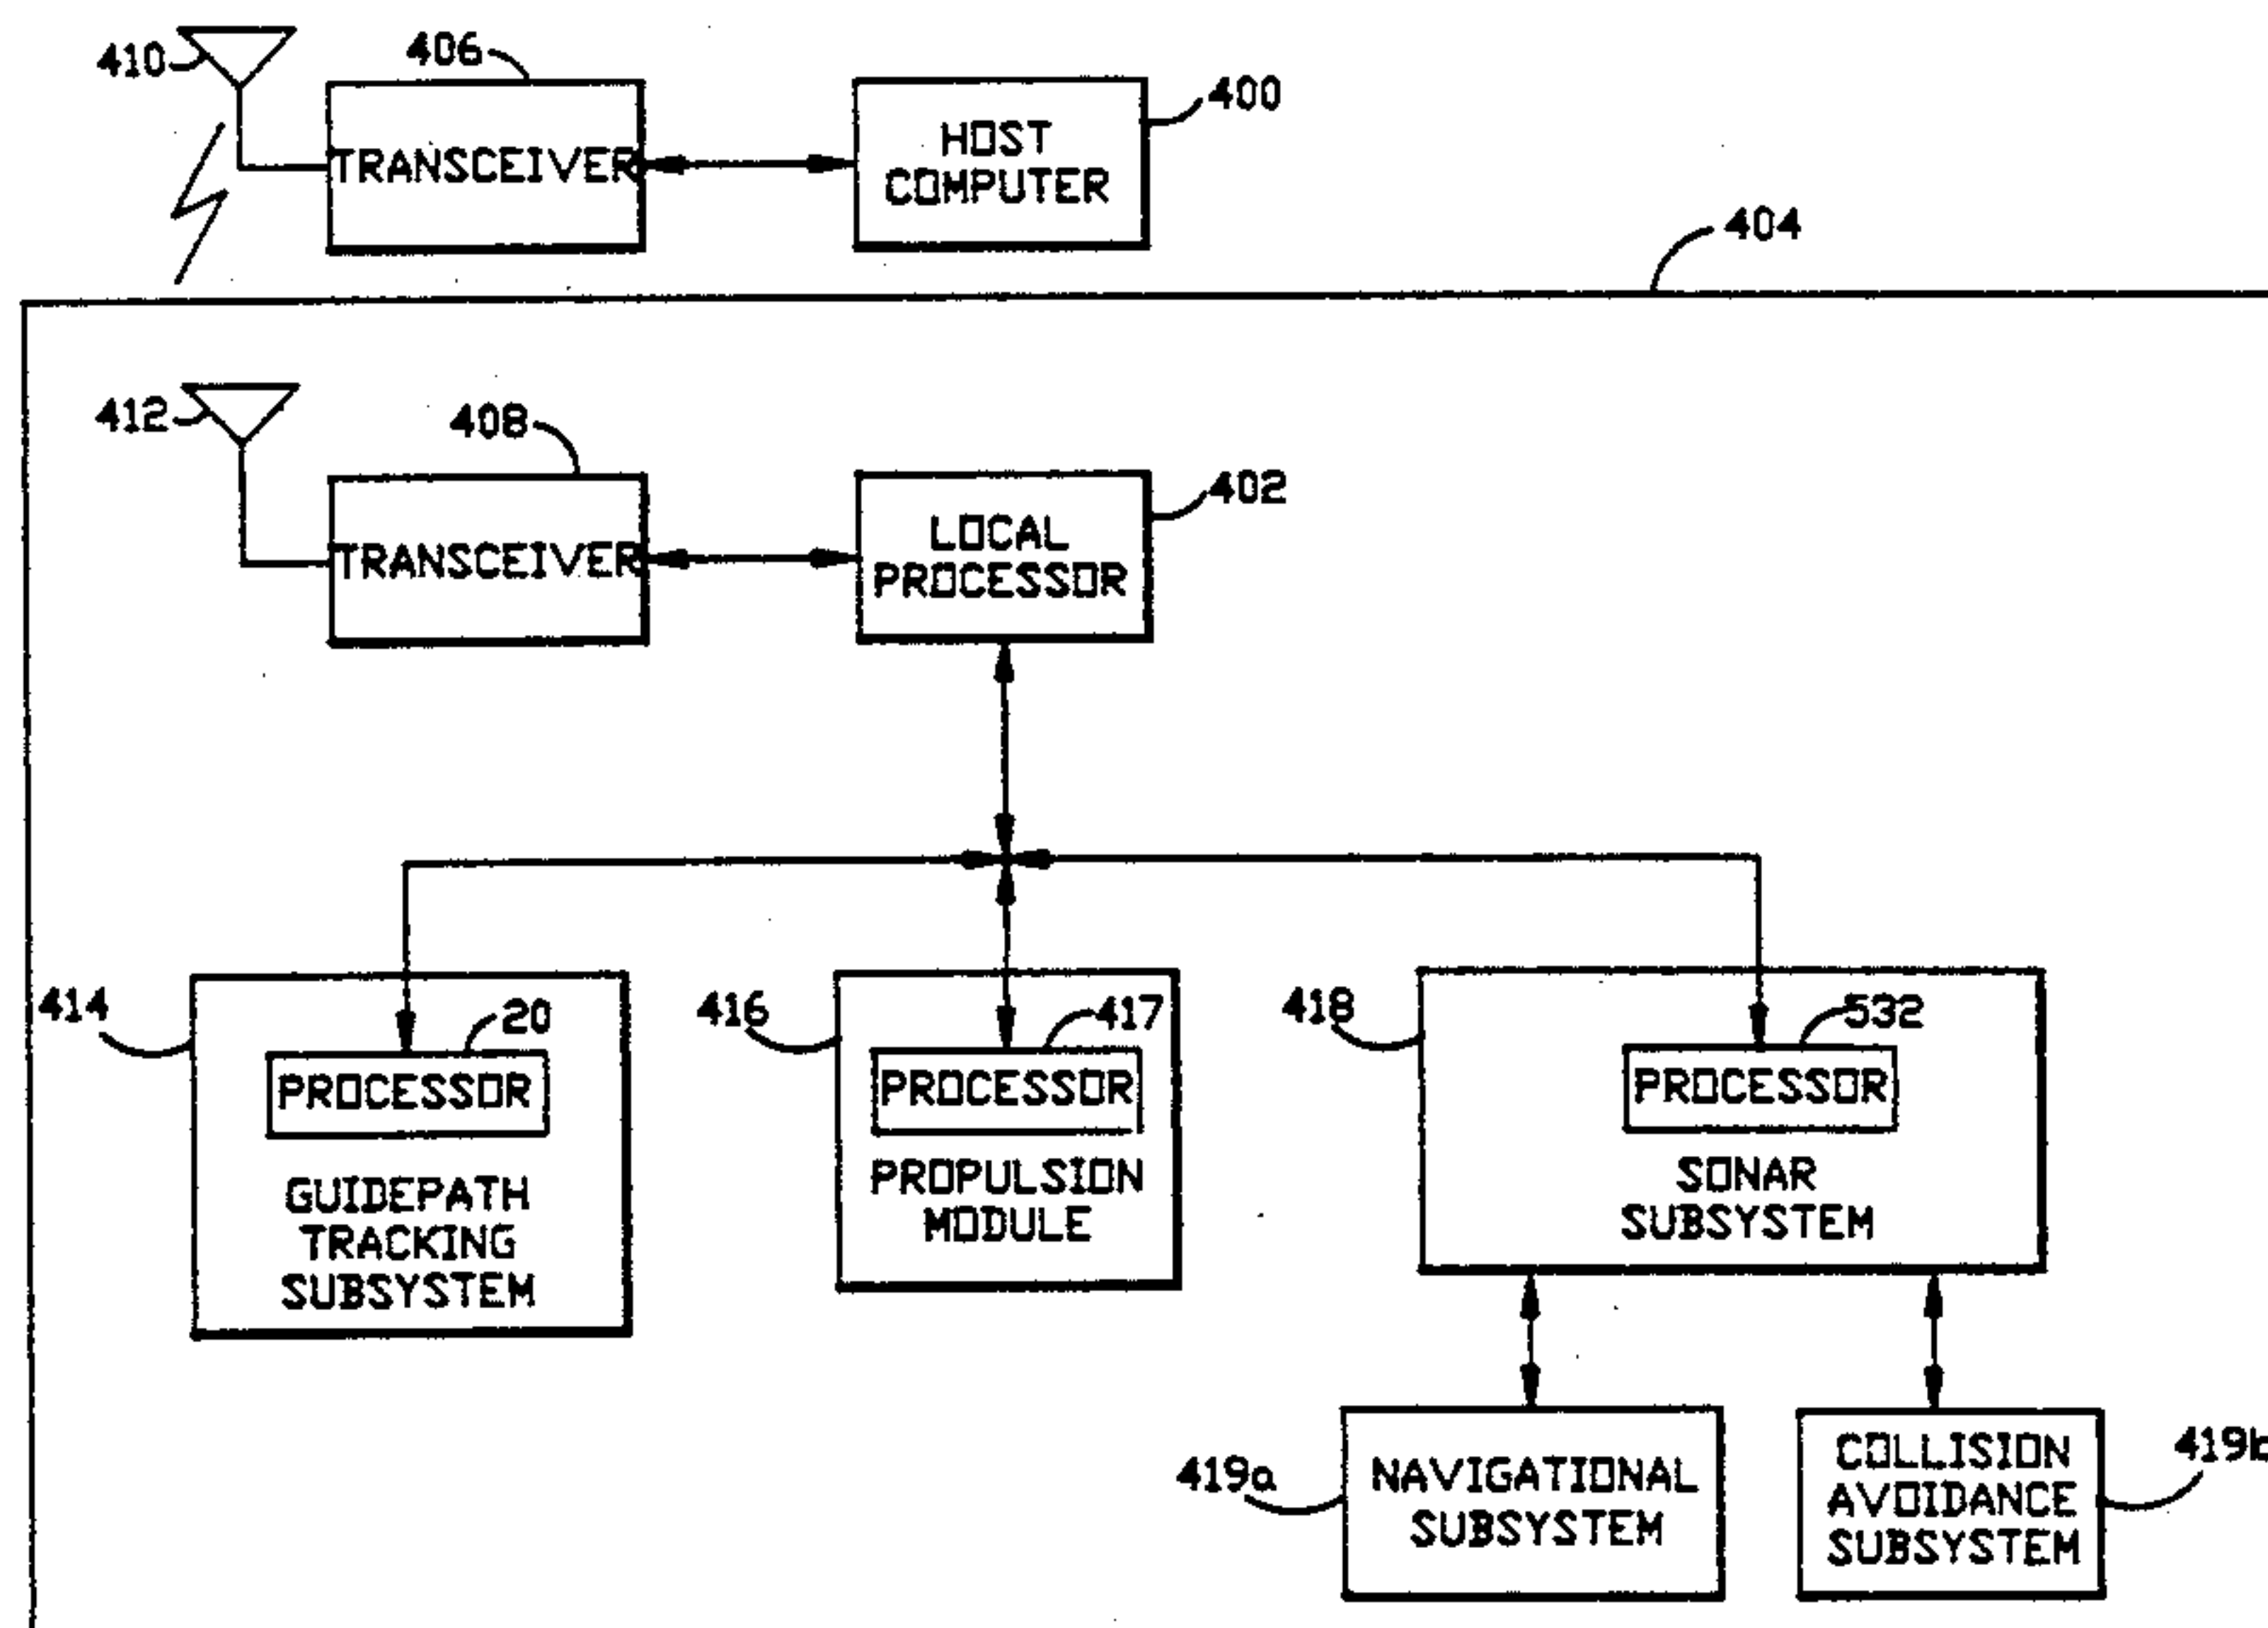 410
406
400
TRANSCEIVER
HOST
COMPUTER
404
412
408
402
TRANSCEIVER
LOCAL
PROCESSOR
414
20
416
417
418
532
PROCESSOR
PROCESSOR
PROCESSOR
GUIDEPATH
TRACKING
SUBSYSTEM
PROPULSION
MODULE
SONAR
SUBSYSTEM
419a
NAVIGATIONAL
SUBSYSTEM
COLLISION
AVOIDANCE
SUBSYSTEM
419b